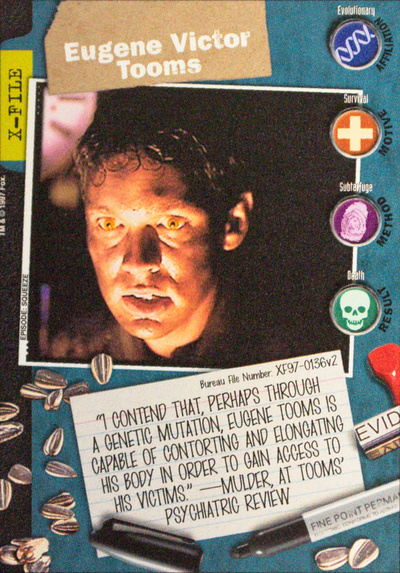 Eugene Victor
Tooms
X-FILE
Evolutionary
AFFILIATION
Survival
MOTIVE
Subterfuge
METHOD
Death
RESULT
TM & © 1997 Fox.
EPISODE: SQUEEZE
Bureau File Number: XF97-0136v2
"I CONTEND THAT, PERHAPS THROUGH
A GENETIC MUTATION, EUGENE TOOMS IS
CAPABLE OF CONTORTING AND ELONGATING
HIS BODY IN ORDER TO GAIN ACCESS TO
HIS VICTIMS." —MULDER, AT TOOMS'
PSYCHIATRIC REVIEW
EVID
FINE POINT PERMA